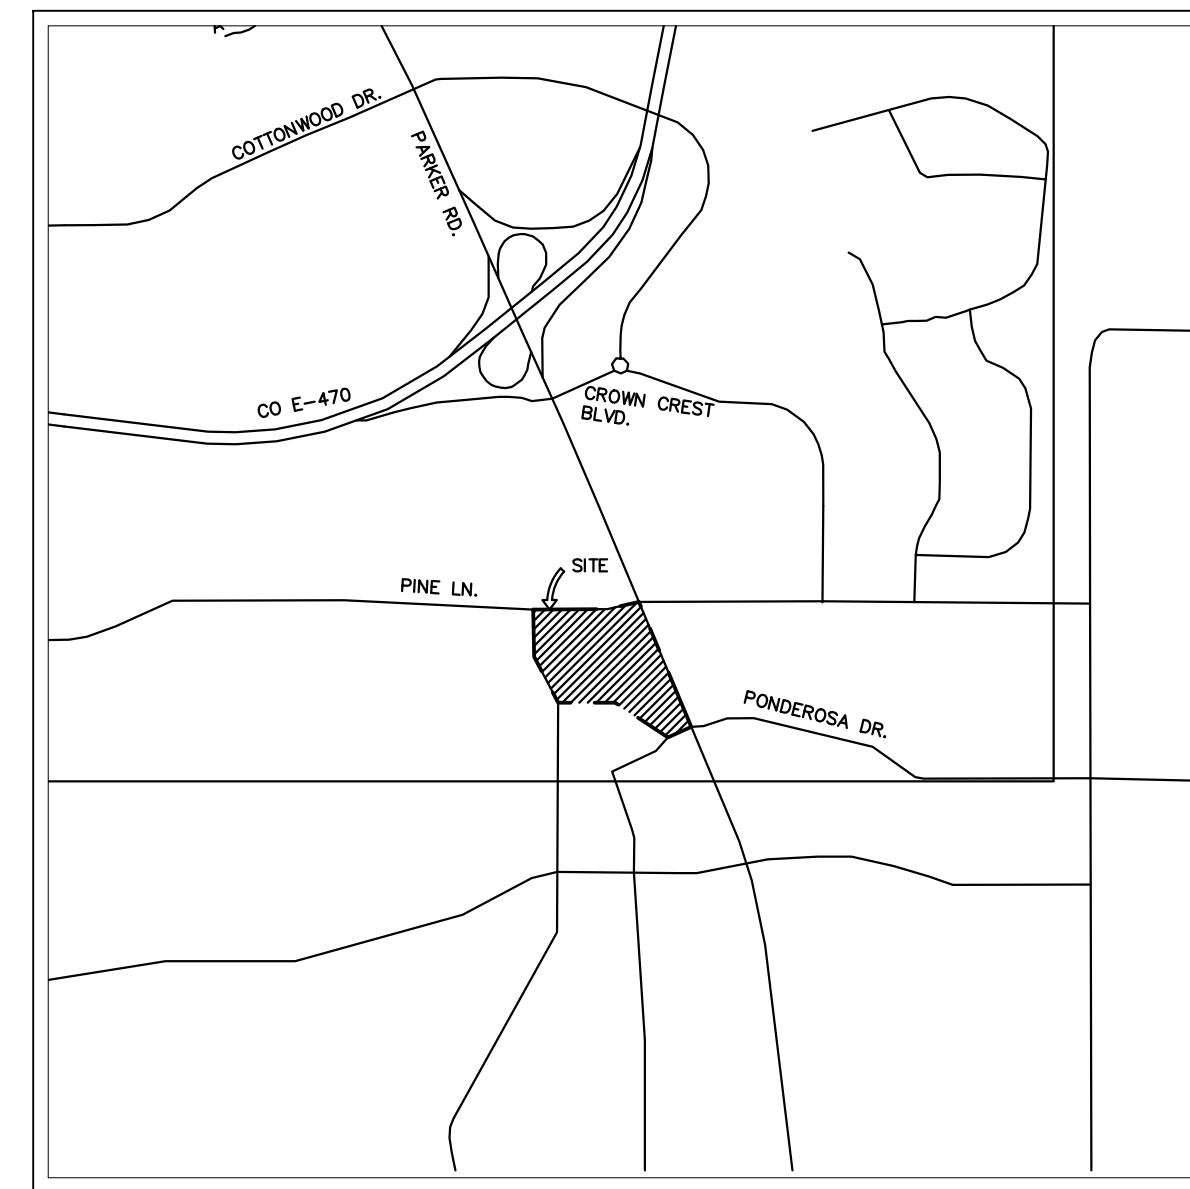 COTTONWOOD DR.
PARKER RD.
CO E-470
CROWN CREST
BLVD.
SITE
PINE LN.
PONDEROSA DR.